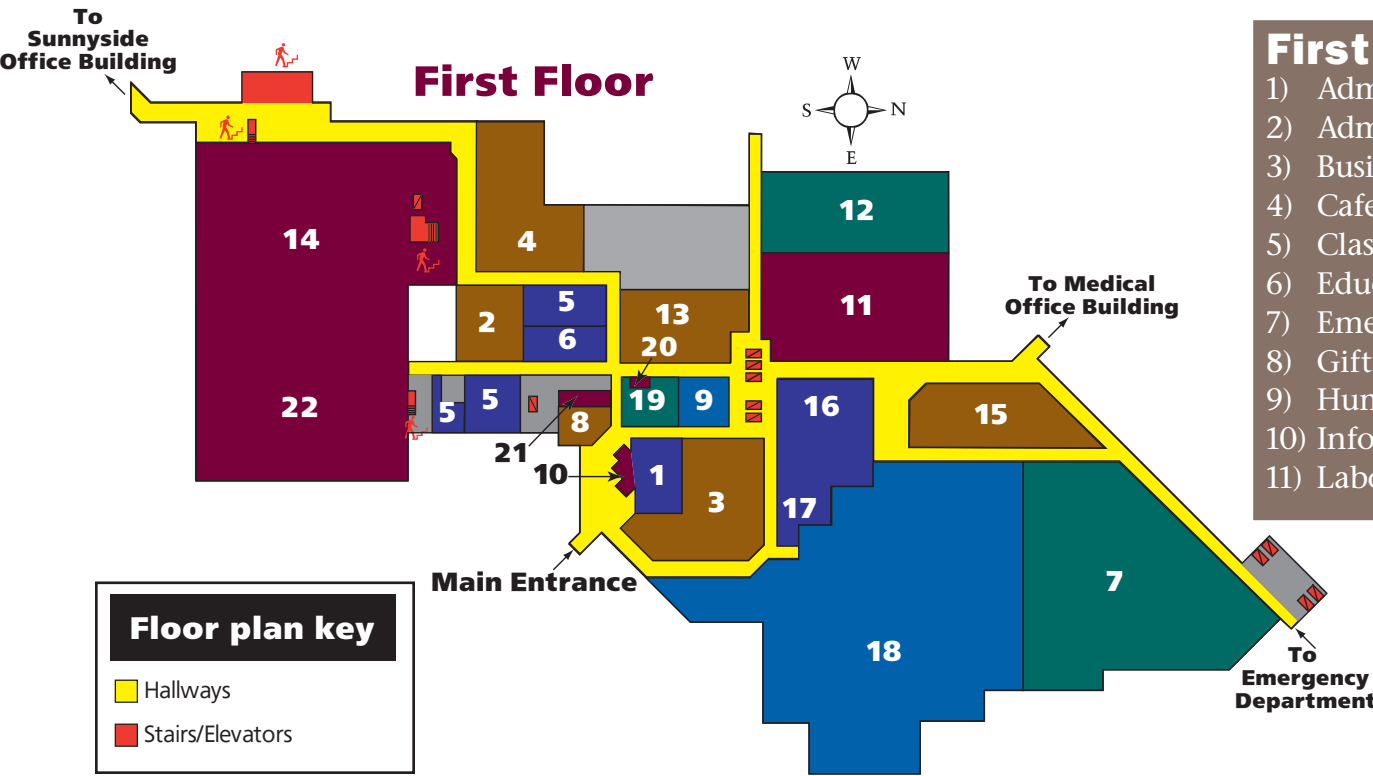 To
Sunnyside
Office Building
First Floor
W
S N
E
First
1)
2)
3)
4)
5)
6)
7)
8) Gift
9)
10)
11)
12
14
4
11
To Medical
Office Building
2
5
6
13
20
22
5
5
8
19
9
16
15
21
10
1
3
17
Main Entrance
7
18
Floor plan key
Hallways
Stairs/Elevators
To
Emergency
Department